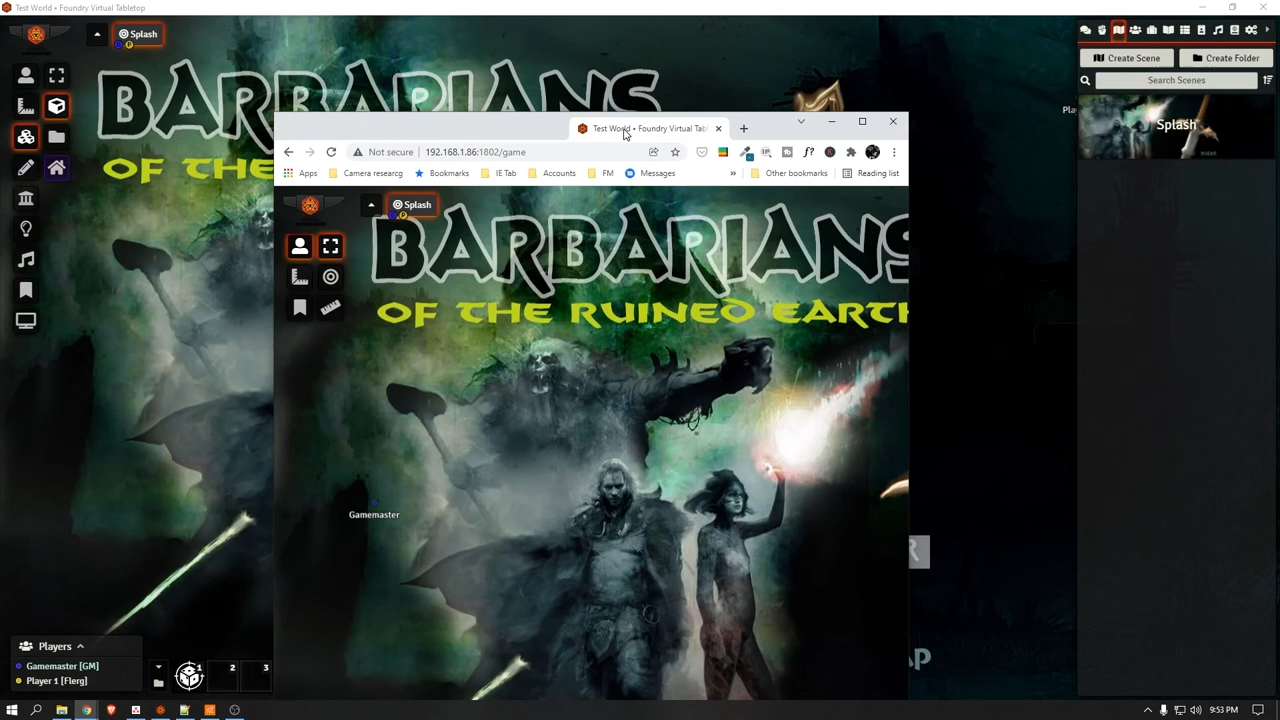 Test World • Foundry Virtual Tabletop
Splash
BARBARIANS
OF THE
Create Scene
Create Folder
Search Scenes
Splash
Test World • Foundry Virtual Tabl
Not secure
192.168.1.86:1802/game
Apps
Camera researcg
Bookmarks
IE Tab
Accounts
FM
Messages
»
Other bookmarks
Reading list
Splash
BARBARIANS
OF THE RUINED EARTH
Gamemaster
Players
Gamemaster [GM]
Player 1 [Flerg]
1
2
3
9:53 PM